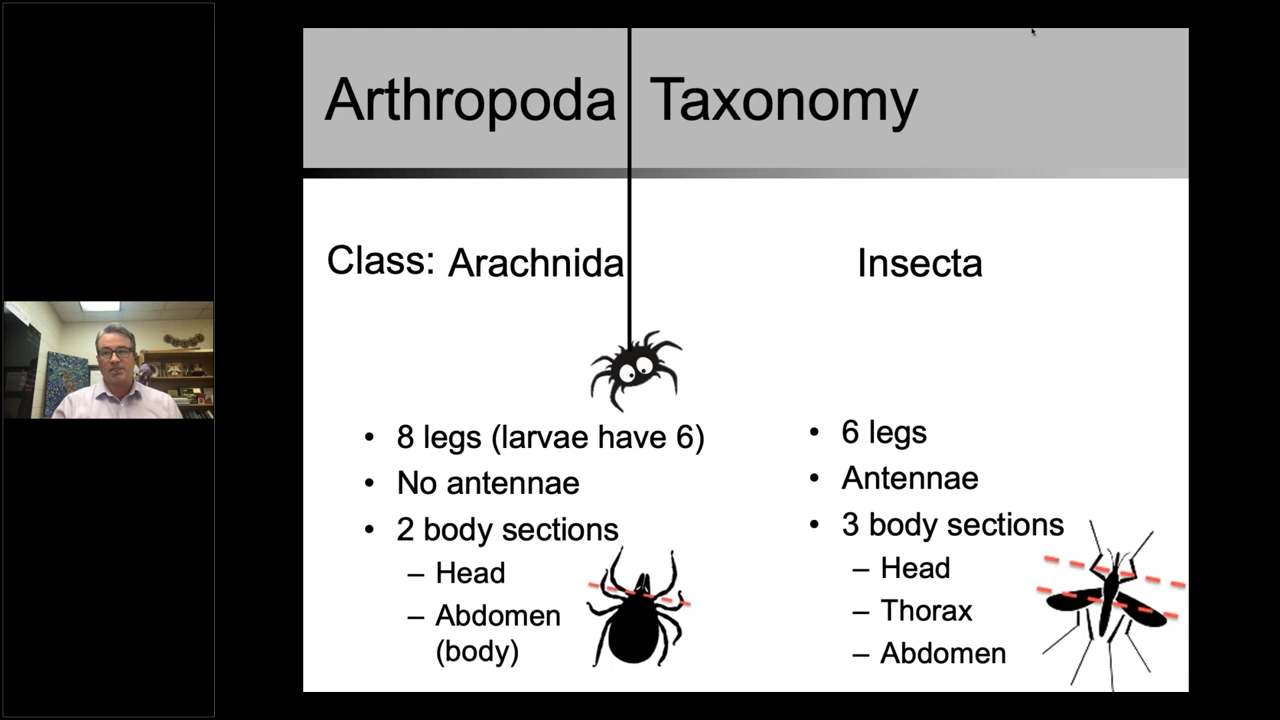 Arthropoda Taxonomy
Class: Arachnida
• 8 legs (larvae have 6)
• No antennae
• 2 body sections
– Head
– Abdomen
(body)
Insecta
• 6 legs
• Antennae
• 3 body sections
– Head
– Thorax
– Abdomen